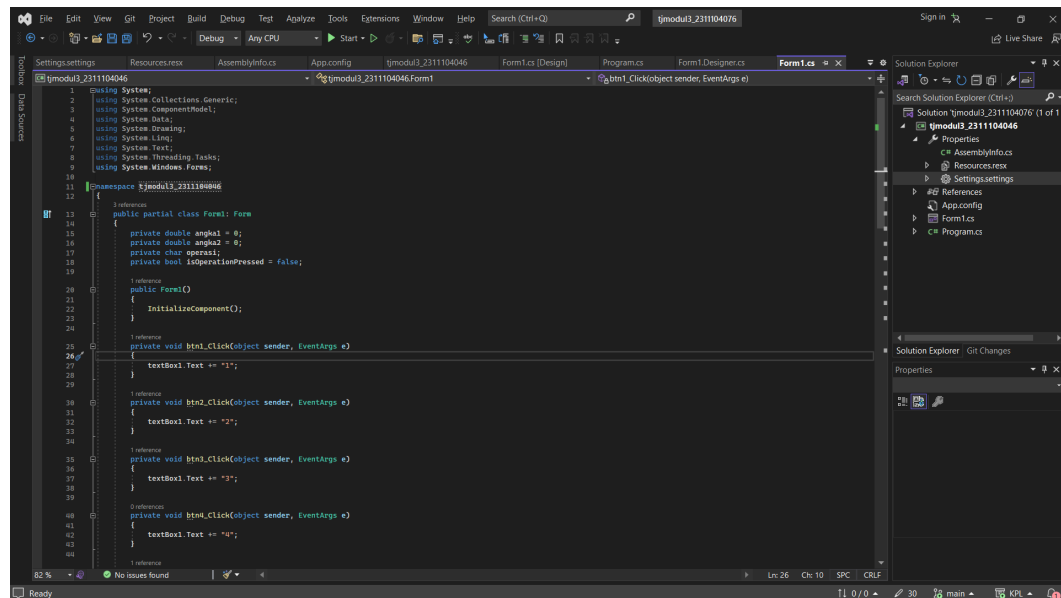 File Edit View Git Project Build Debug Test Analyze Tools Extensions Window Help Search (Ctrl+Q) tjmodul3_2311104076 Sign in
Debug Any CPU Start Live Share
Toolbox
Data Sources
Settings.settings Resources.resx AssemblyInfo.cs App.config tjmodul3_2311104046 Form1.cs [Design] Program.cs Form1.Designer.cs Form1.cs
tjmodul3_2311104046 tjmodul3_2311104046.Form1 btn1_Click(object sender, EventArgs e)
1 using System;
2 using System.Collections.Generic;
3 using System.ComponentModel;
4 using System.Data;
5 using System.Drawing;
6 using System.Linq;
7 using System.Text;
8 using System.Threading.Tasks;
9 using System.Windows.Forms;
10
11 namespace tjmodul3_2311104046
12 {
3 references
13 public partial class Form1: Form
14 {
15 private double angka1 = 0;
16 private double angka2 = 0;
17 private char operasi;
18 private bool isOperationPressed = false;
19
1 reference
20 public Form1()
21 {
22 InitializeComponent();
23 }
24
1 reference
25 private void btn1_Click(object sender, EventArgs e)
26 {
27 textBox1.Text += "1";
28 }
29
1 reference
30 private void btn2_Click(object sender, EventArgs e)
31 {
32 textBox1.Text += "2";
33 }
34
1 reference
35 private void btn3_Click(object sender, EventArgs e)
36 {
37 textBox1.Text += "3";
38 }
39
0 references
40 private void btn4_Click(object sender, EventArgs e)
41 {
42 textBox1.Text += "4";
43 }
44
1 reference
82 % No issues found Ln: 26 Ch: 10 SPC CRLF
Solution Explorer
Search Solution Explorer (Ctrl+;)
Solution 'tjmodul3_2311104076' (1 of 1
tjmodul3_2311104046
Properties
C# AssemblyInfo.cs
Resources.resx
Settings.settings
References
App.config
Form1.cs
C# Program.cs
Solution Explorer Git Changes
Properties
Ready 0 / 0 30 main KPL